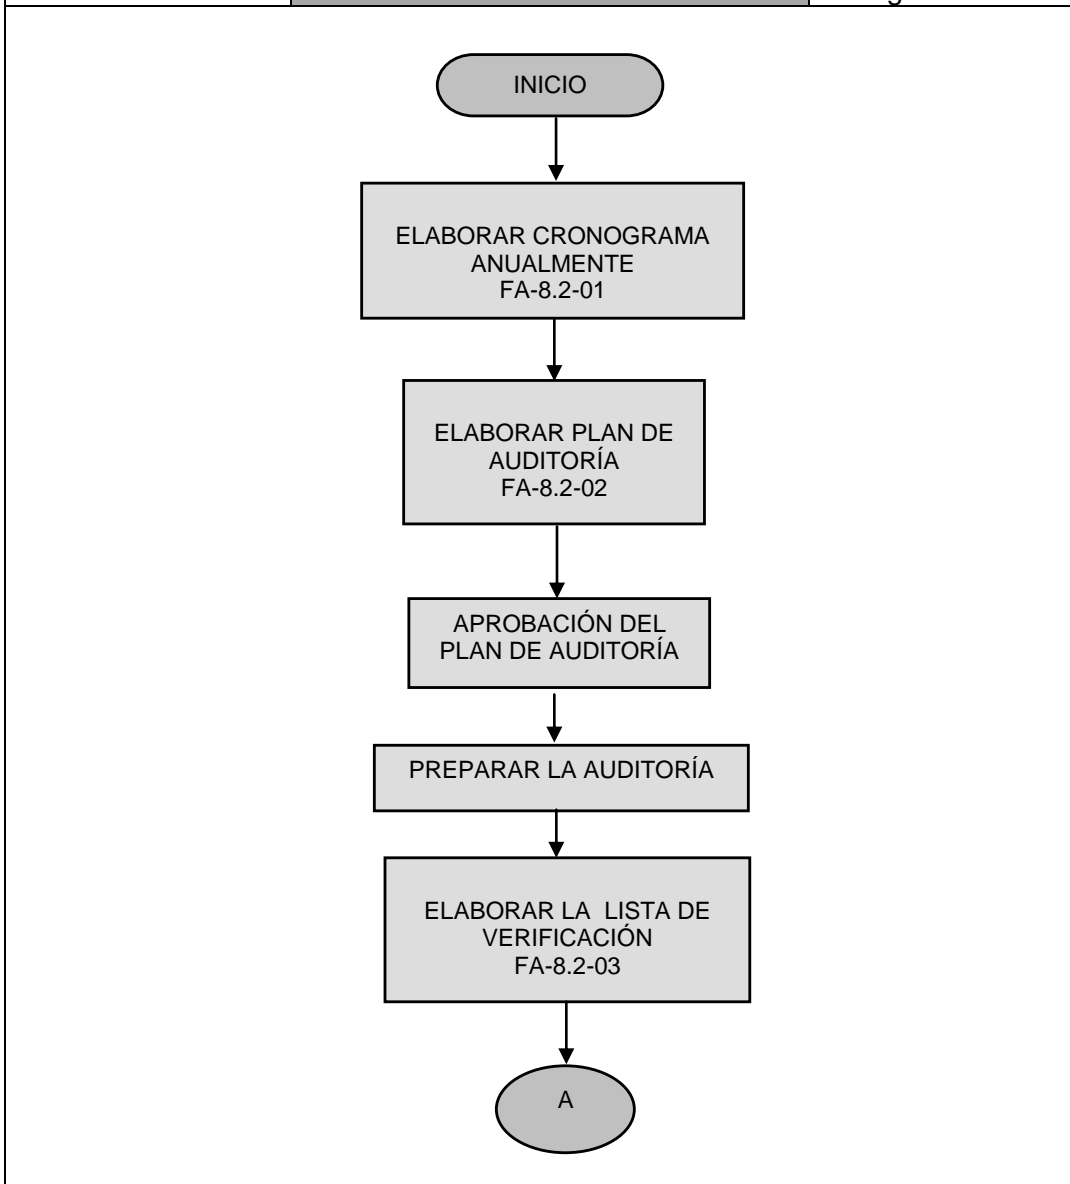 INICIO
ELABORAR CRONOGRAMA
ANUALMENTE
FA-8.2-01
ELABORAR PLAN DE
AUDITORÍA
FA-8.2-02
APROBACIÓN DEL
PLAN DE AUDITORÍA
PREPARAR LA AUDITORÍA
ELABORAR LA LISTA DE
VERIFICACIÓN
FA-8.2-03
A